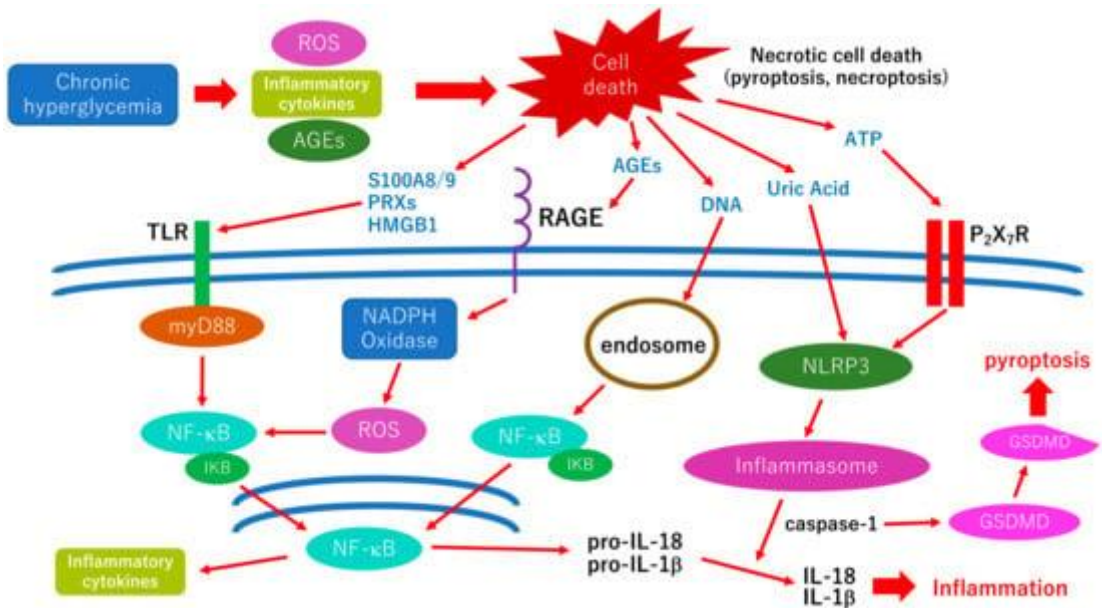 ROS
Chronic
hyperglycemia
Inflammatory
cytokines
AGEs
Cell
death
Necrotic cell death
(pyroptosis, necroptosis)
ATP
AGEs
Uric Acid
DNA
S100A8/9
PRXs
HMGB1
TLR
RAGE
P₂X₇R
myD88
NADPH
Oxidase
endosome
NLRP3
pyroptosis
NF-κB
IKB
ROS
NF-κB
IKB
GSDMD
Inflammasome
caspase-1
GSDMD
NF-κB
Inflammatory
cytokines
pro-IL-18
pro-IL-1β
IL-18
IL-1β
Inflammation